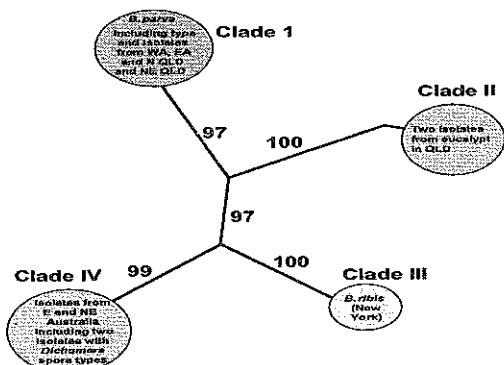 B. parva
Including type
and isolates
from WA, EA
and N QLD
and NE QLD
Clade 1
Clade II
Two isolates
from eucalypt
in QLD
97
100
97
99
100
Clade IV
Isolates from
E and NE
Australia
Including two
isolates with
Dichomera
spore types
Clade III
B. ribis
(New
York)